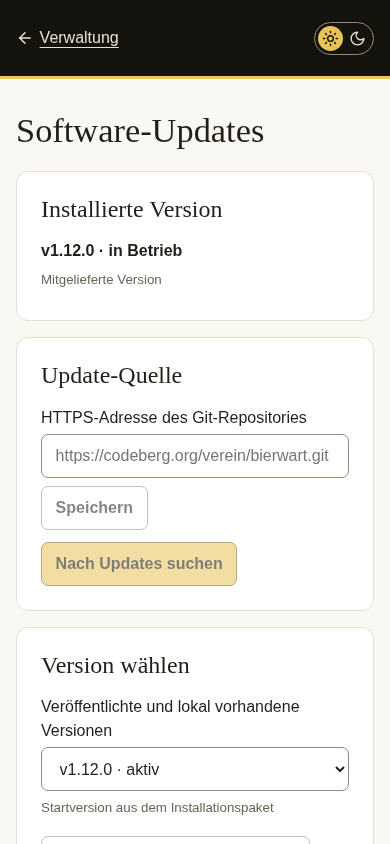 Verwaltung
Software-Updates
Installierte Version
v1.12.0 · in Betrieb
Mitgelieferte Version
Update-Quelle
HTTPS-Adresse des Git-Repositories
https://codeberg.org/verein/bierwart.git
Speichern
Nach Updates suchen
Version wählen
Veröffentlichte und lokal vorhandene
Versionen
v1.12.0 · aktiv
Startversion aus dem Installationspaket